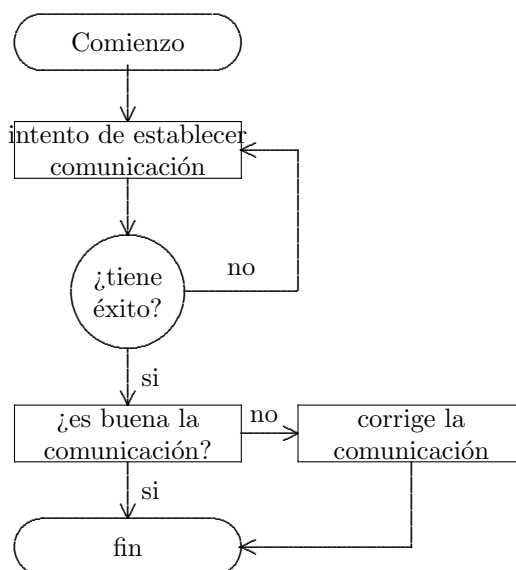 Comienzo
intento de establecer
comunicación
¿tiene
éxito?
no
si
¿es buena la
comunicación?
no
corrige la
comunicación
si
fin